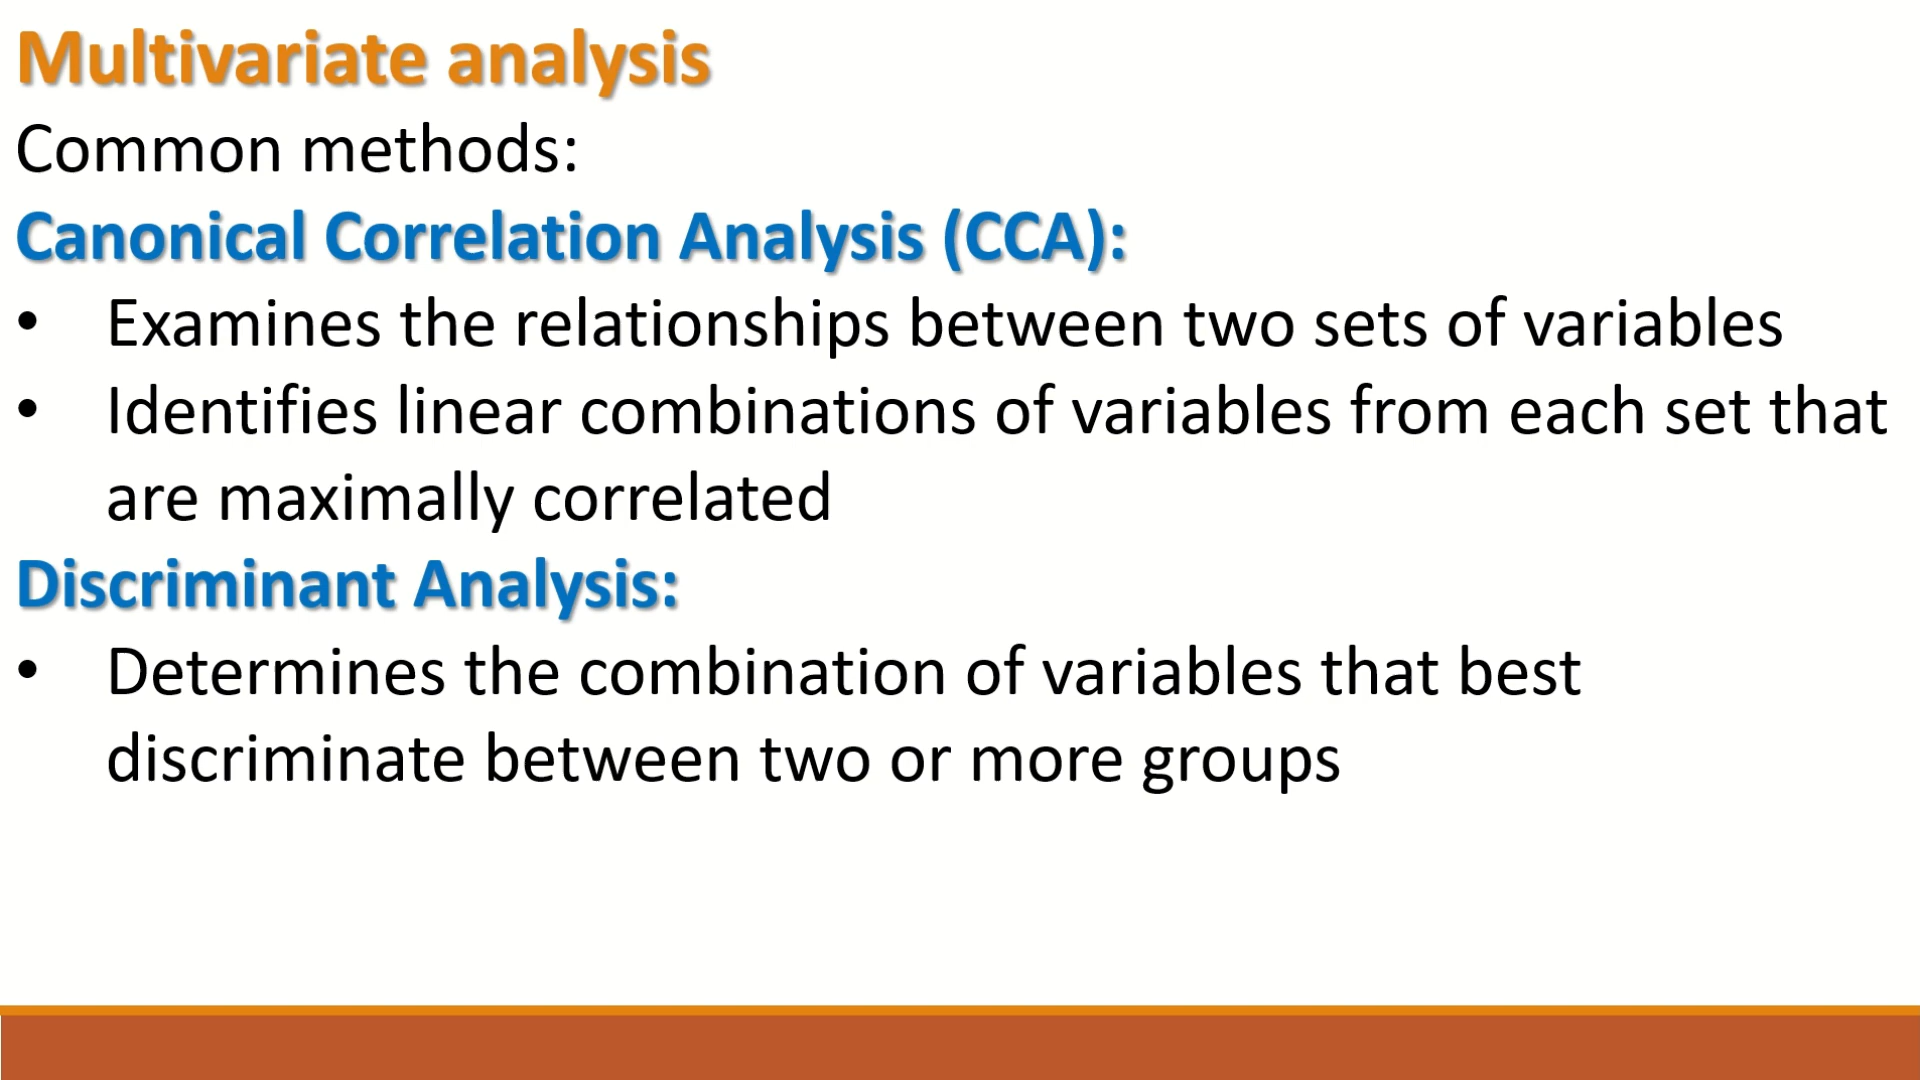 Multivariate analysis
Common methods:
Canonical Correlation Analysis (CCA):
• Examines the relationships between two sets of variables
• Identifies linear combinations of variables from each set that
are maximally correlated
Discriminant Analysis:
• Determines the combination of variables that best
discriminate between two or more groups